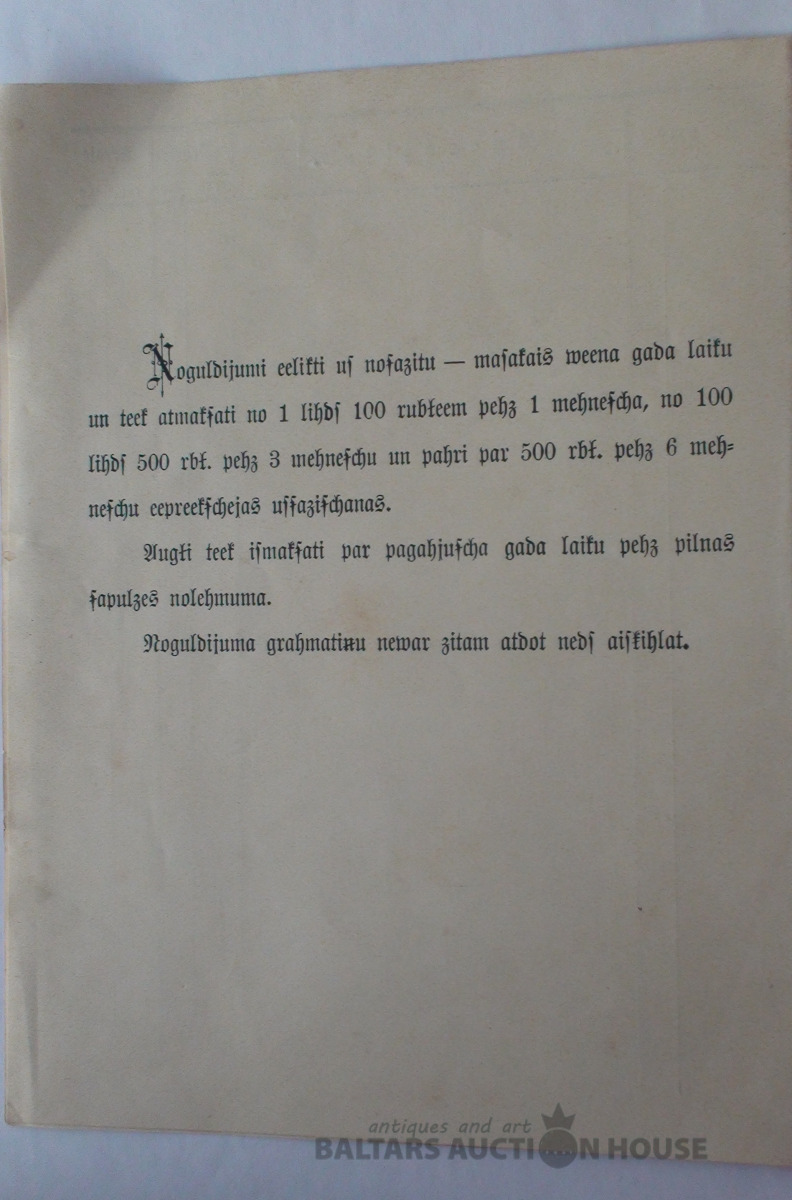 Noguldijumi eelikti uſ noſazitu — maſakais weena gada laiku
un teek atmakſati no 1 lihdſ 100 rubłeem pehz 1 mehneſcha, no 100
lihdſ 500 rbł. pehz 3 mehneſchu un pahri par 500 rbł. pehz 6 meh⸗
neſchu eepreekſchejas uſſaziſchanas.
Augłi teek iſmakſati par pagahjuſcha gada laiku pehz pilnas
ſapulzes nolehmuma.
Noguldijuma grahmatiꞥu newar zitam atdot nedſ aiſkihlat.
antiques and art
BALTARS AUCTION HOUSE